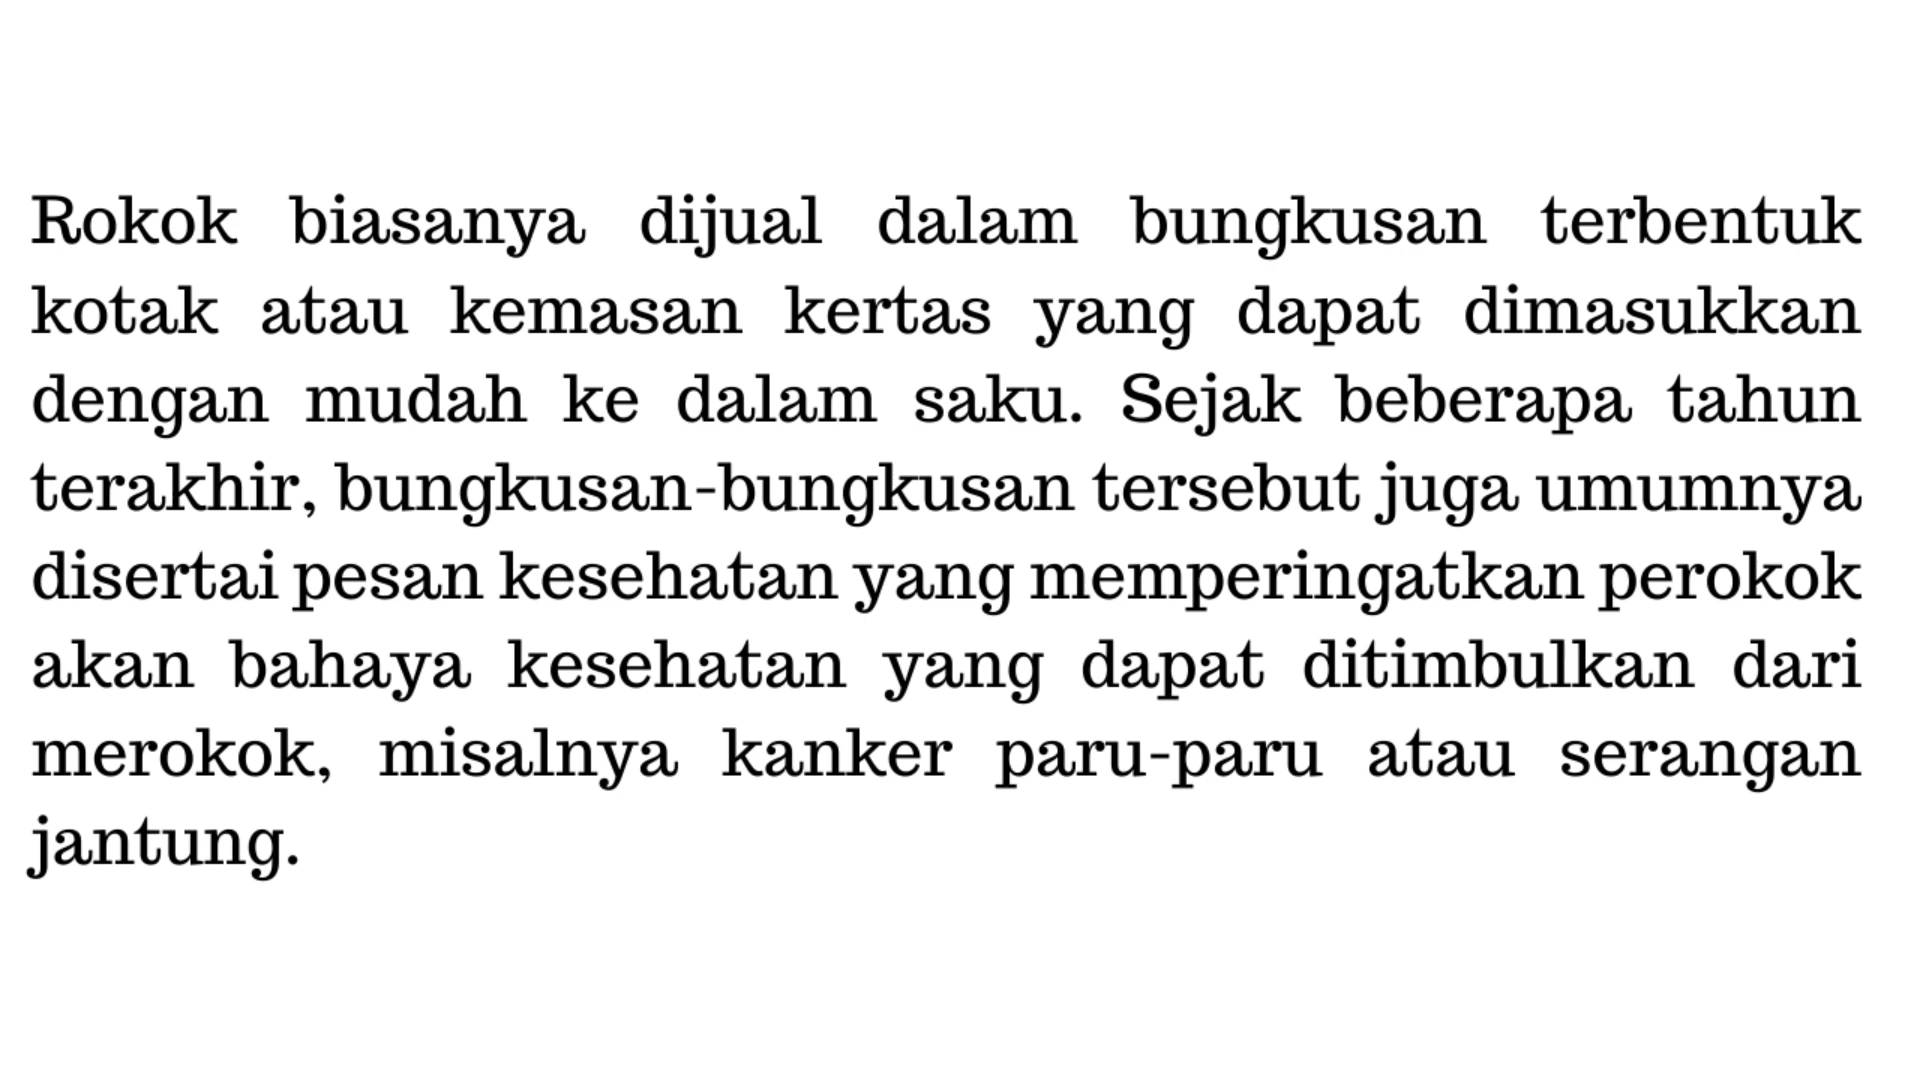 Rokok biasanya dijual dalam bungkusan terbentuk
kotak atau kemasan kertas yang dapat dimasukkan
dengan mudah ke dalam saku. Sejak beberapa tahun
terakhir, bungkusan-bungkusan tersebut juga umumnya
disertai pesan kesehatan yang memperingatkan perokok
akan bahaya kesehatan yang dapat ditimbulkan dari
merokok, misalnya kanker paru-paru atau serangan
jantung.